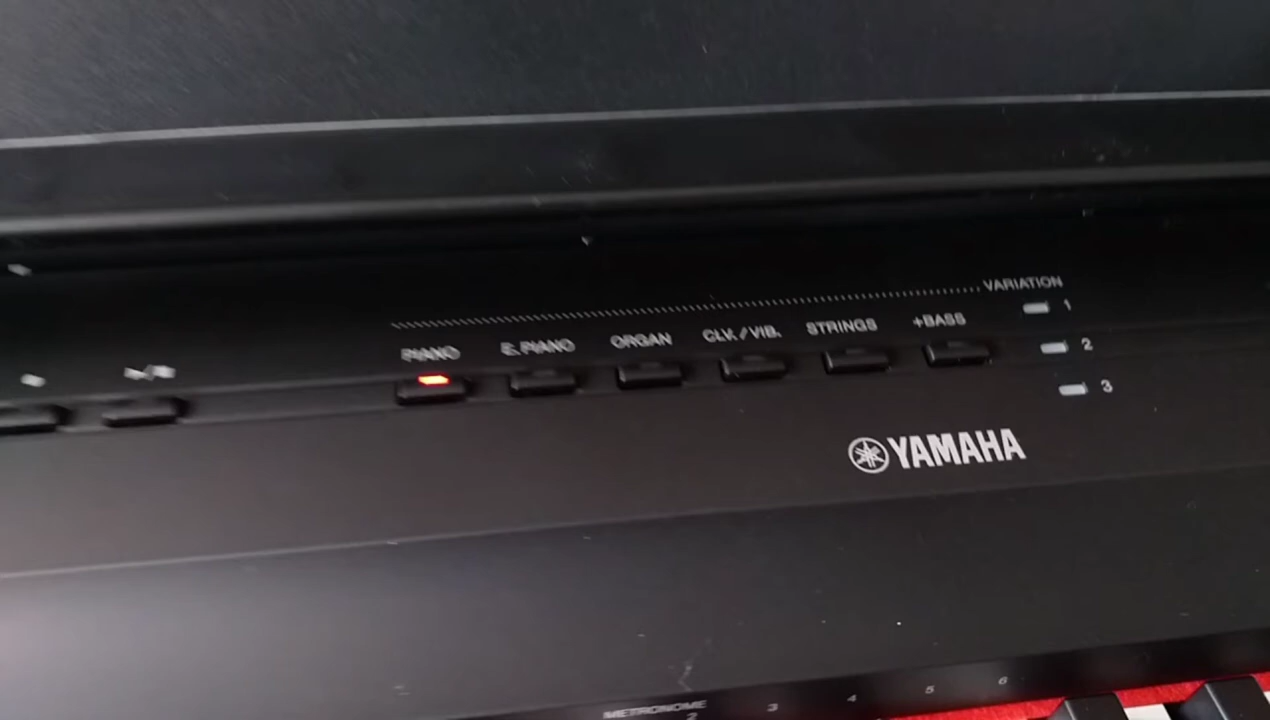 VARIATION
PIANO E. PIANO ORGAN CLV. / VIB. STRINGS +BASS
1
2
3
YAMAHA
METRONOME
2 3 4 5 6